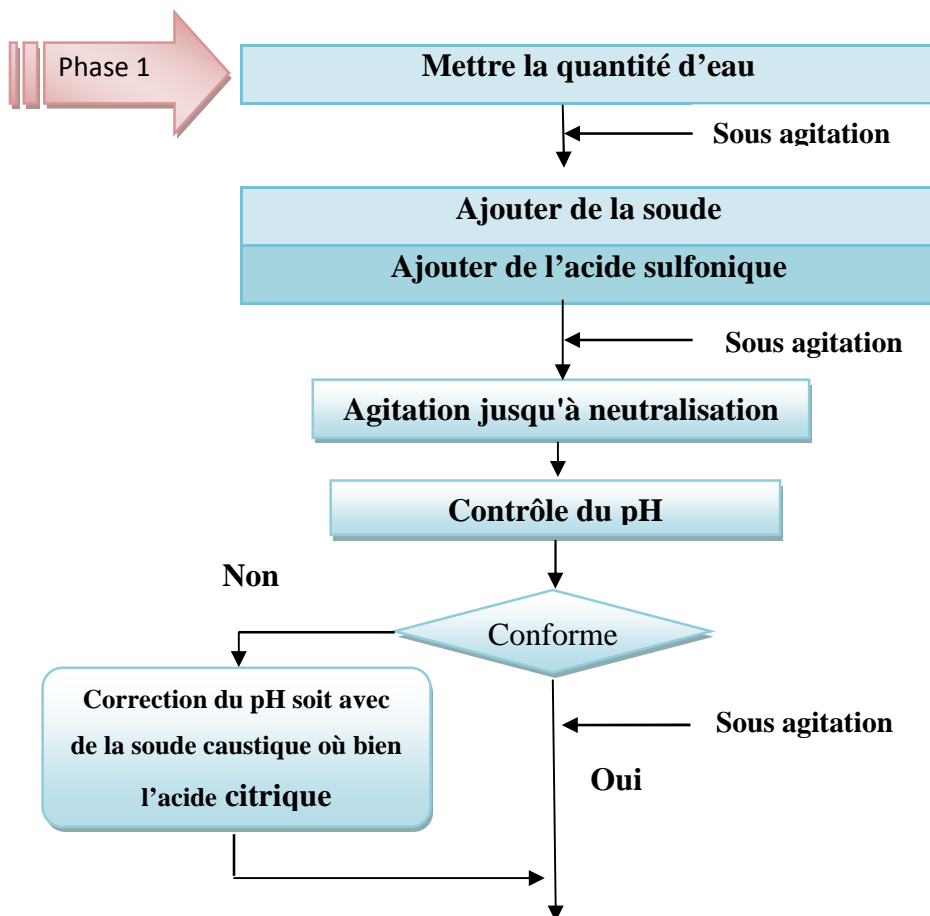 Phase 1
Mettre la quantité d’eau
Sous agitation
Ajouter de la soude
Ajouter de l’acide sulfonique
Sous agitation
Agitation jusqu'à neutralisation
Contrôle du pH
Non
Conforme
Correction du pH soit avec
de la soude caustique où bien
l’acide citrique
Sous agitation
Oui